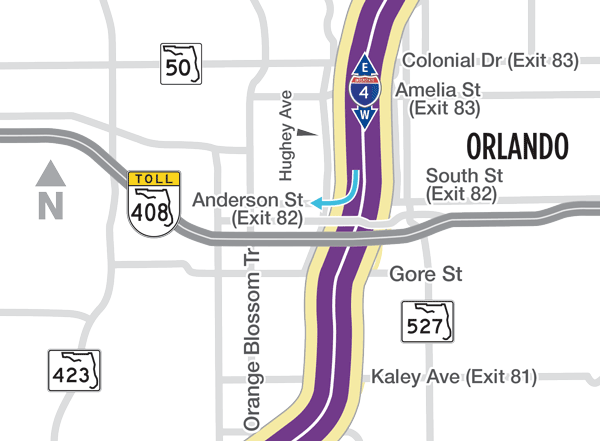 E
4
W
Colonial Dr (Exit 83)
50
Amelia St
(Exit 83)
Hughey Ave
ORLANDO
TOLL
408
N
Anderson St
(Exit 82)
South St
(Exit 82)
Orange Blossom Tr
Gore St
527
423
Kaley Ave (Exit 81)